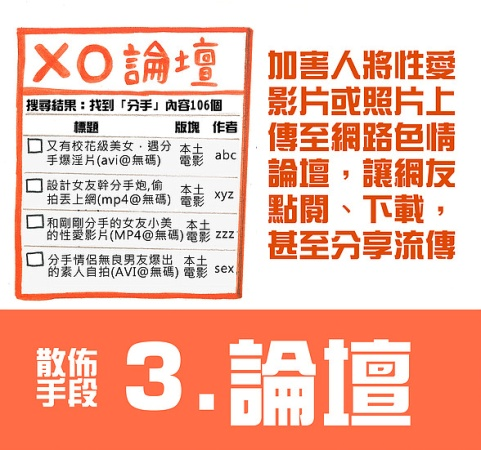 XO論壇
搜尋結果：找到「分手」內容106個
標題 版塊 作者
又有校花級美女．遇分 本土 abc
手爆淫片(avi@無碼) 電影
設計女友幹分手炮,偷 本土 xyz
拍丟上網(mp4@無碼) 電影
和剛剛分手的女友小美 本土 zzz
的性愛影片(MP4@無碼) 電影
分手情侶無良男友爆出 本土 sex
的素人自拍(AVI@無碼) 電影
加害人將性愛
影片或照片上
傳至網路色情
論壇，讓網友
點閱、下載，
甚至分享流傳
散佈
手段
3.論壇